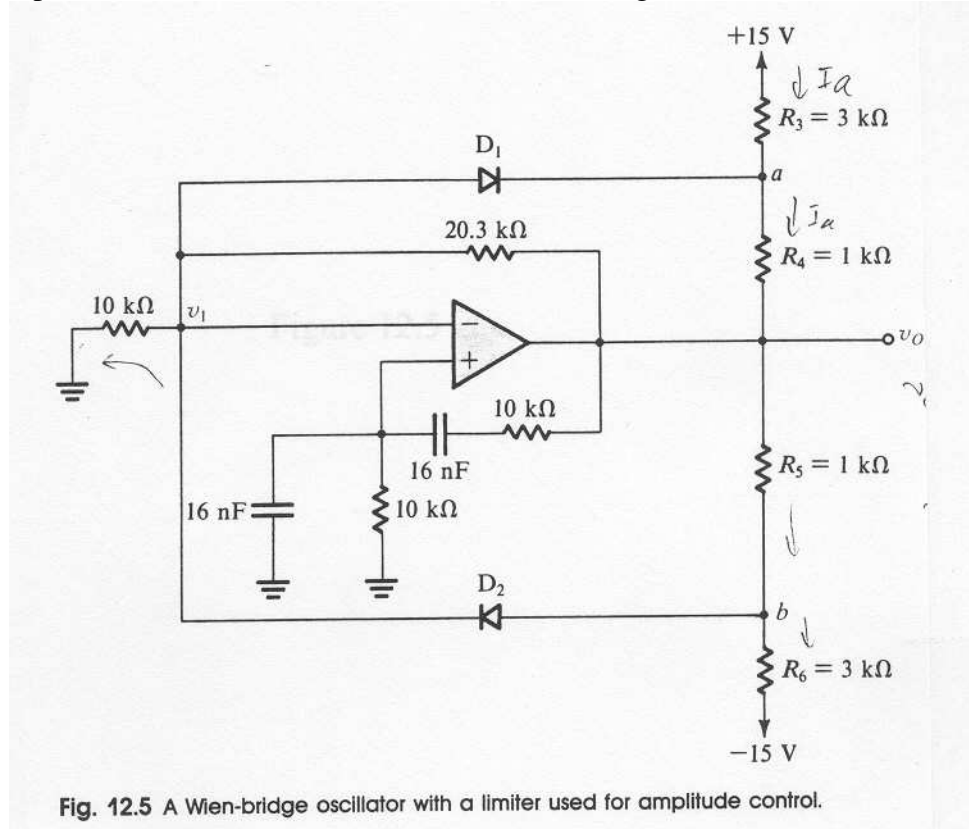 +15 V
Ia
R₃ = 3 kΩ
D₁
a
20.3 kΩ
Ia
R₄ = 1 kΩ
10 kΩ
v₁
−
+
v_O
10 kΩ
16 nF
R₅ = 1 kΩ
16 nF
10 kΩ
D₂
b
R₆ = 3 kΩ
−15 V
Fig. 12.5 A Wien-bridge oscillator with a limiter used for amplitude control.